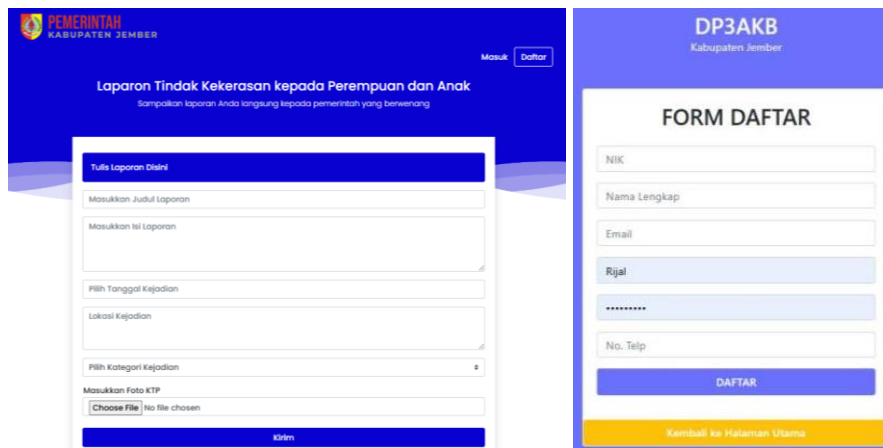 PEMERINTAH
KABUPATEN JEMBER
Masuk Daftar
Laparon Tindak Kekerasan kepada Perempuan dan Anak
Sampaikan laporan Anda langsung kepada pemerintah yang berwenang
Tulis Laporan Disini
Masukkan Judul Laporan
Masukkan Isi Laporan
Pilih Tanggal Kejadian
Lokasi Kejadian
Pilih Kategori Kejadian
Masukkan Foto KTP
Choose File No file chosen
Kirim
DP3AKB
Kabupaten Jember
FORM DAFTAR
NIK
Nama Lengkap
Email
Rijal
•••••••••
No. Telp
DAFTAR
Kembali ke Halaman Utama